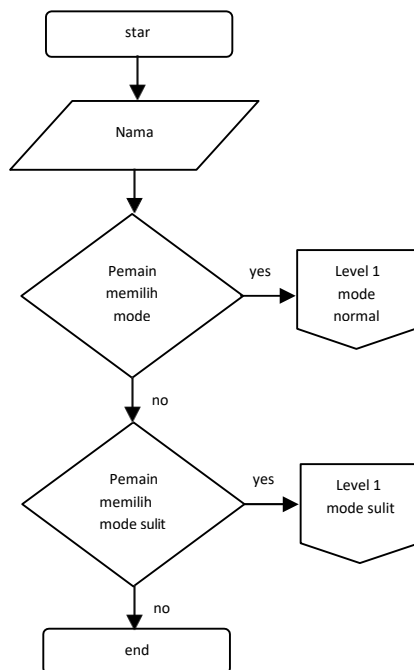 star
Nama
Pemain
memilih
mode
yes
Level 1
mode
normal
no
Pemain
memilih
mode sulit
yes
Level 1
mode sulit
no
end